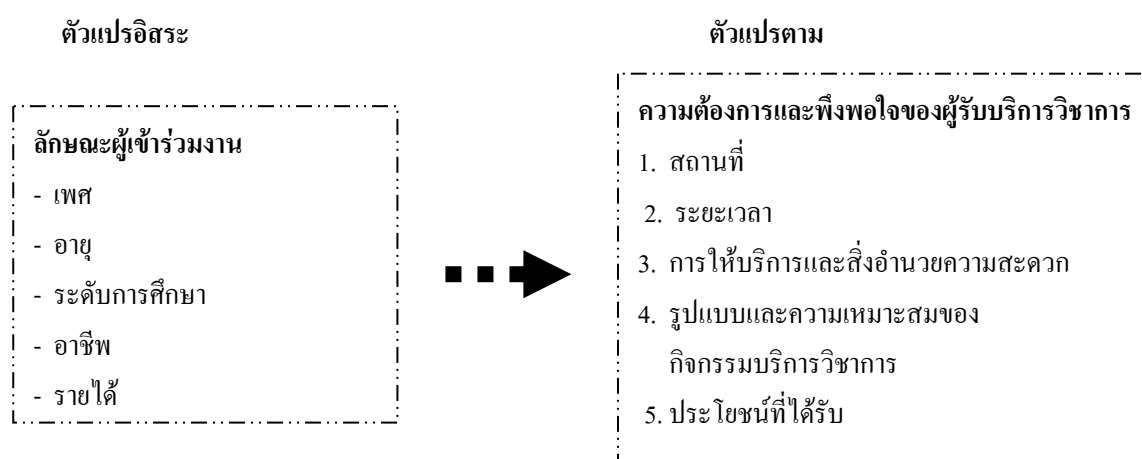 ตัวแปรอิสระ
ตัวแปรตาม
ลักษณะผู้เข้าร่วมงาน
- เพศ
- อายุ
- ระดับการศึกษา
- อาชีพ
- รายได้
ความต้องการและพึงพอใจของผู้รับบริการวิชาการ
1. สถานที่
2. ระยะเวลา
3. การให้บริการและสิ่งอำนวยความสะดวก
4. รูปแบบและความเหมาะสมของ
กิจกรรมบริการวิชาการ
5. ประโยชน์ที่ได้รับ